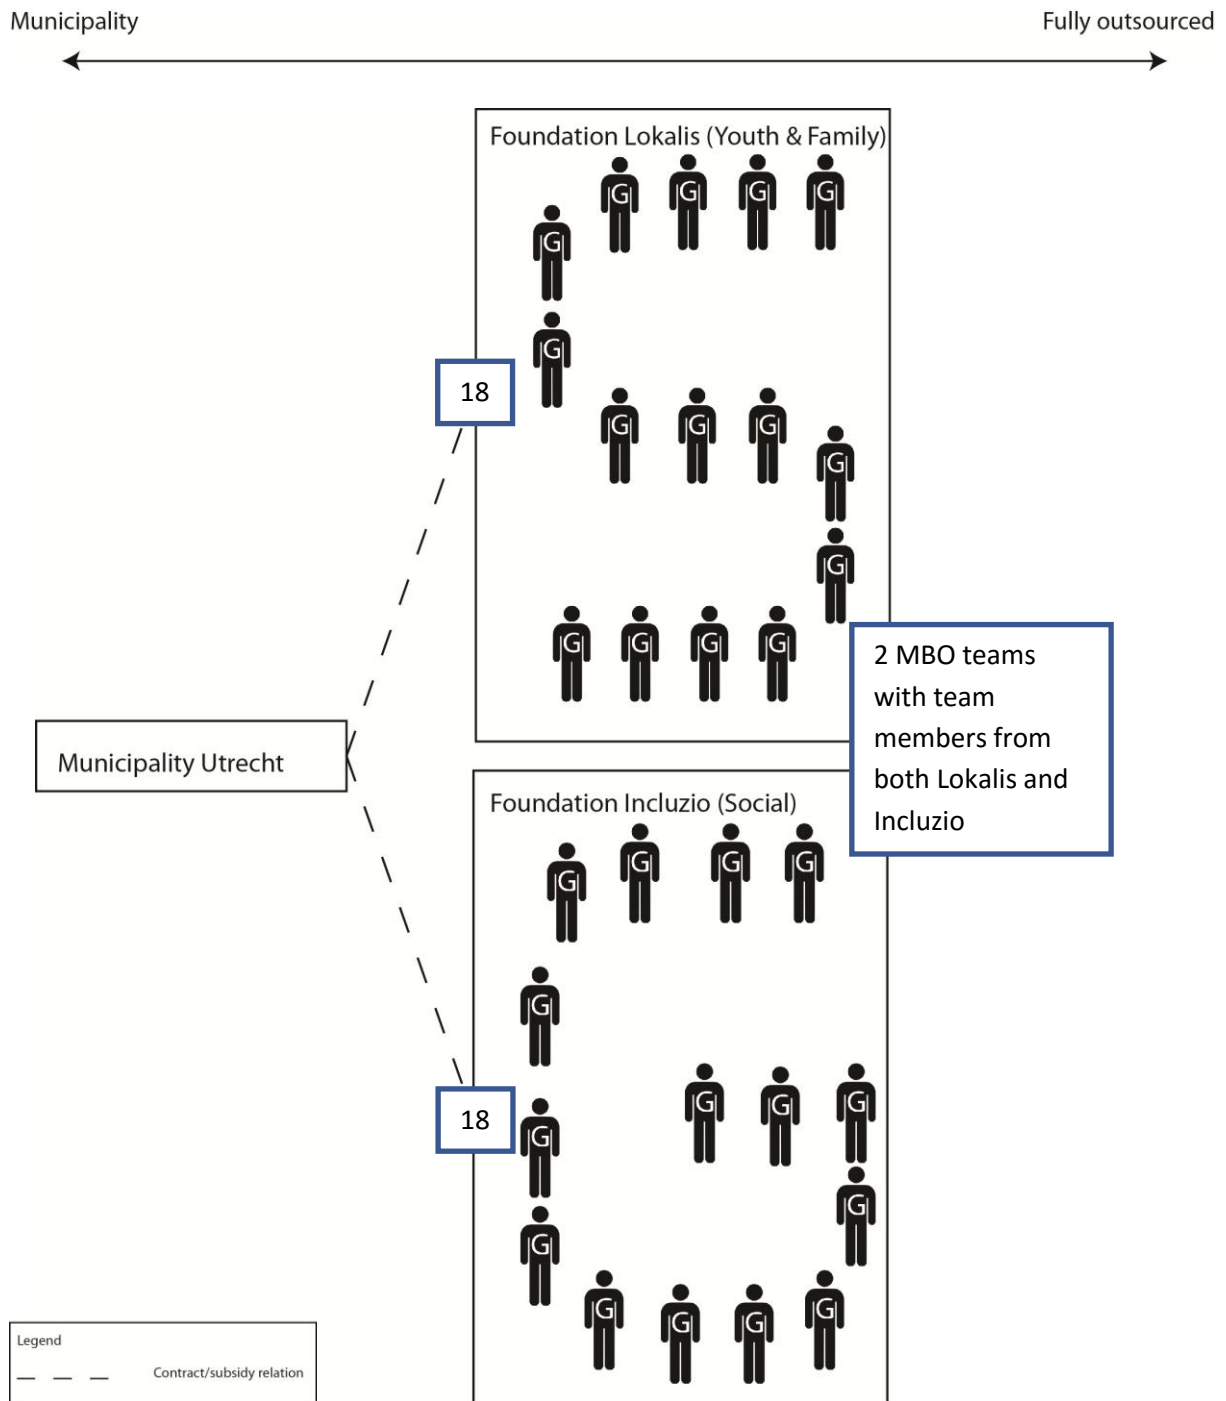 Municipality
Fully outsourced
Foundation Lokalis (Youth & Family)
G G G G
G
G
18
G G G
G
G
G G G G
2 MBO teams
with team
members from
both Lokalis and
Incluzio
Municipality Utrecht
Foundation Incluzio (Social)
G G G G
G
G G G
18
G
G
G
G G G G
Legend
Contract/subsidy relation